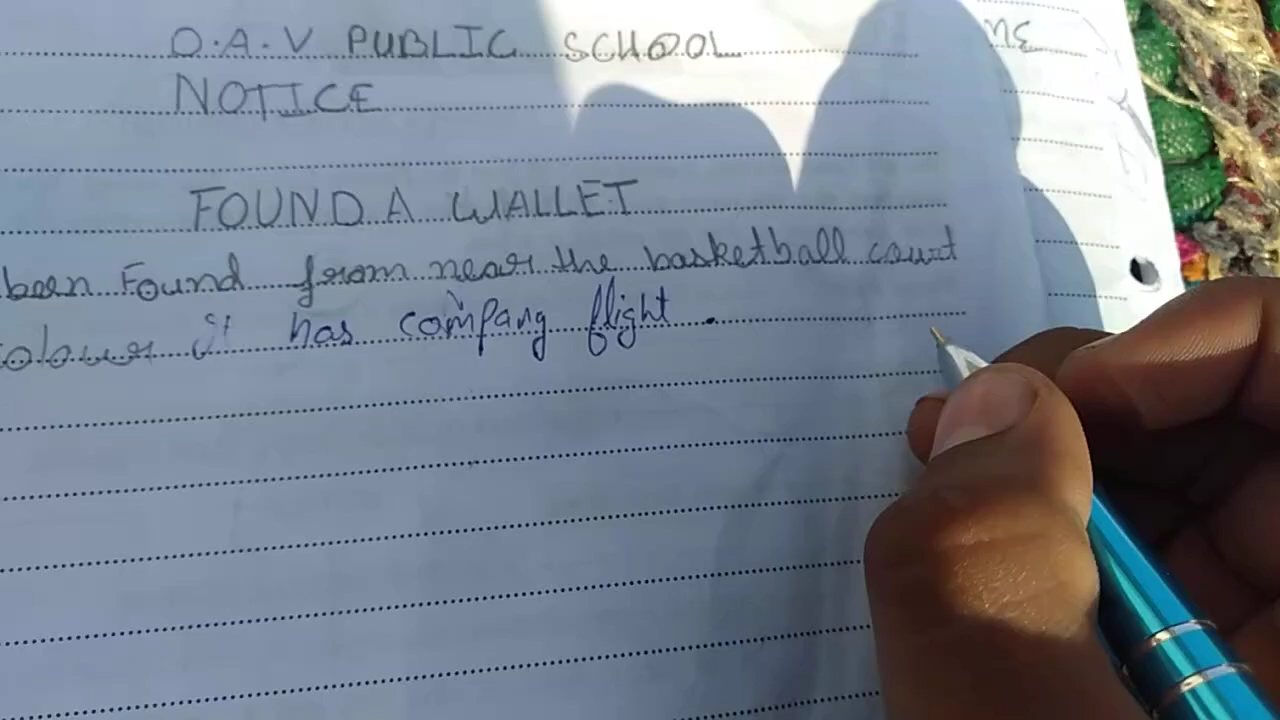 D.A.V PUBLIC SCHOOL
NOTICE
FOUND A WALLET
been Found from near the basketball court
colour it has company flight.